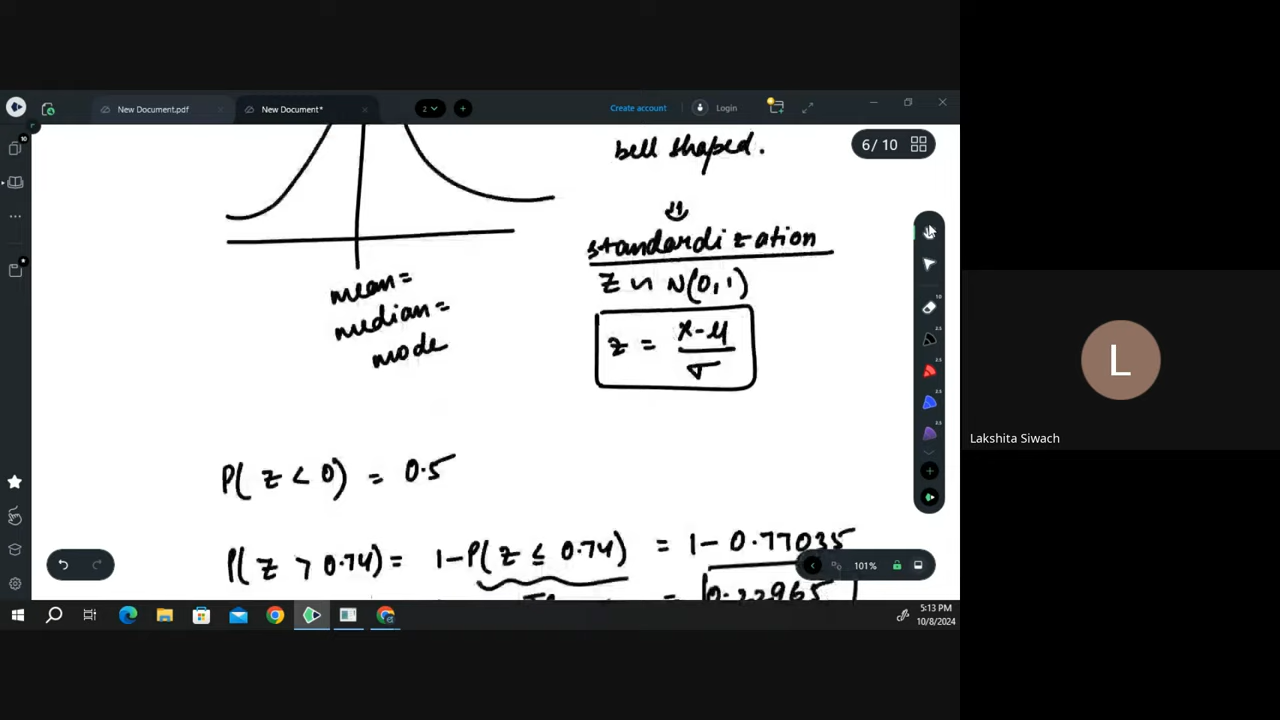 New Document.pdf
New Document*
2
Create account
Login
6/ 10
bell shaped.
standardization
Z ~ N(0,1)
z = x-μ
σ
mean=
median=
mode
P( z < 0) = 0.5
P( z > 0.74) = 1-P( z ≤ 0.74) = 1- 0.77035
= 0.22965
101%
L
Lakshita Siwach
5:13 PM
10/8/2024